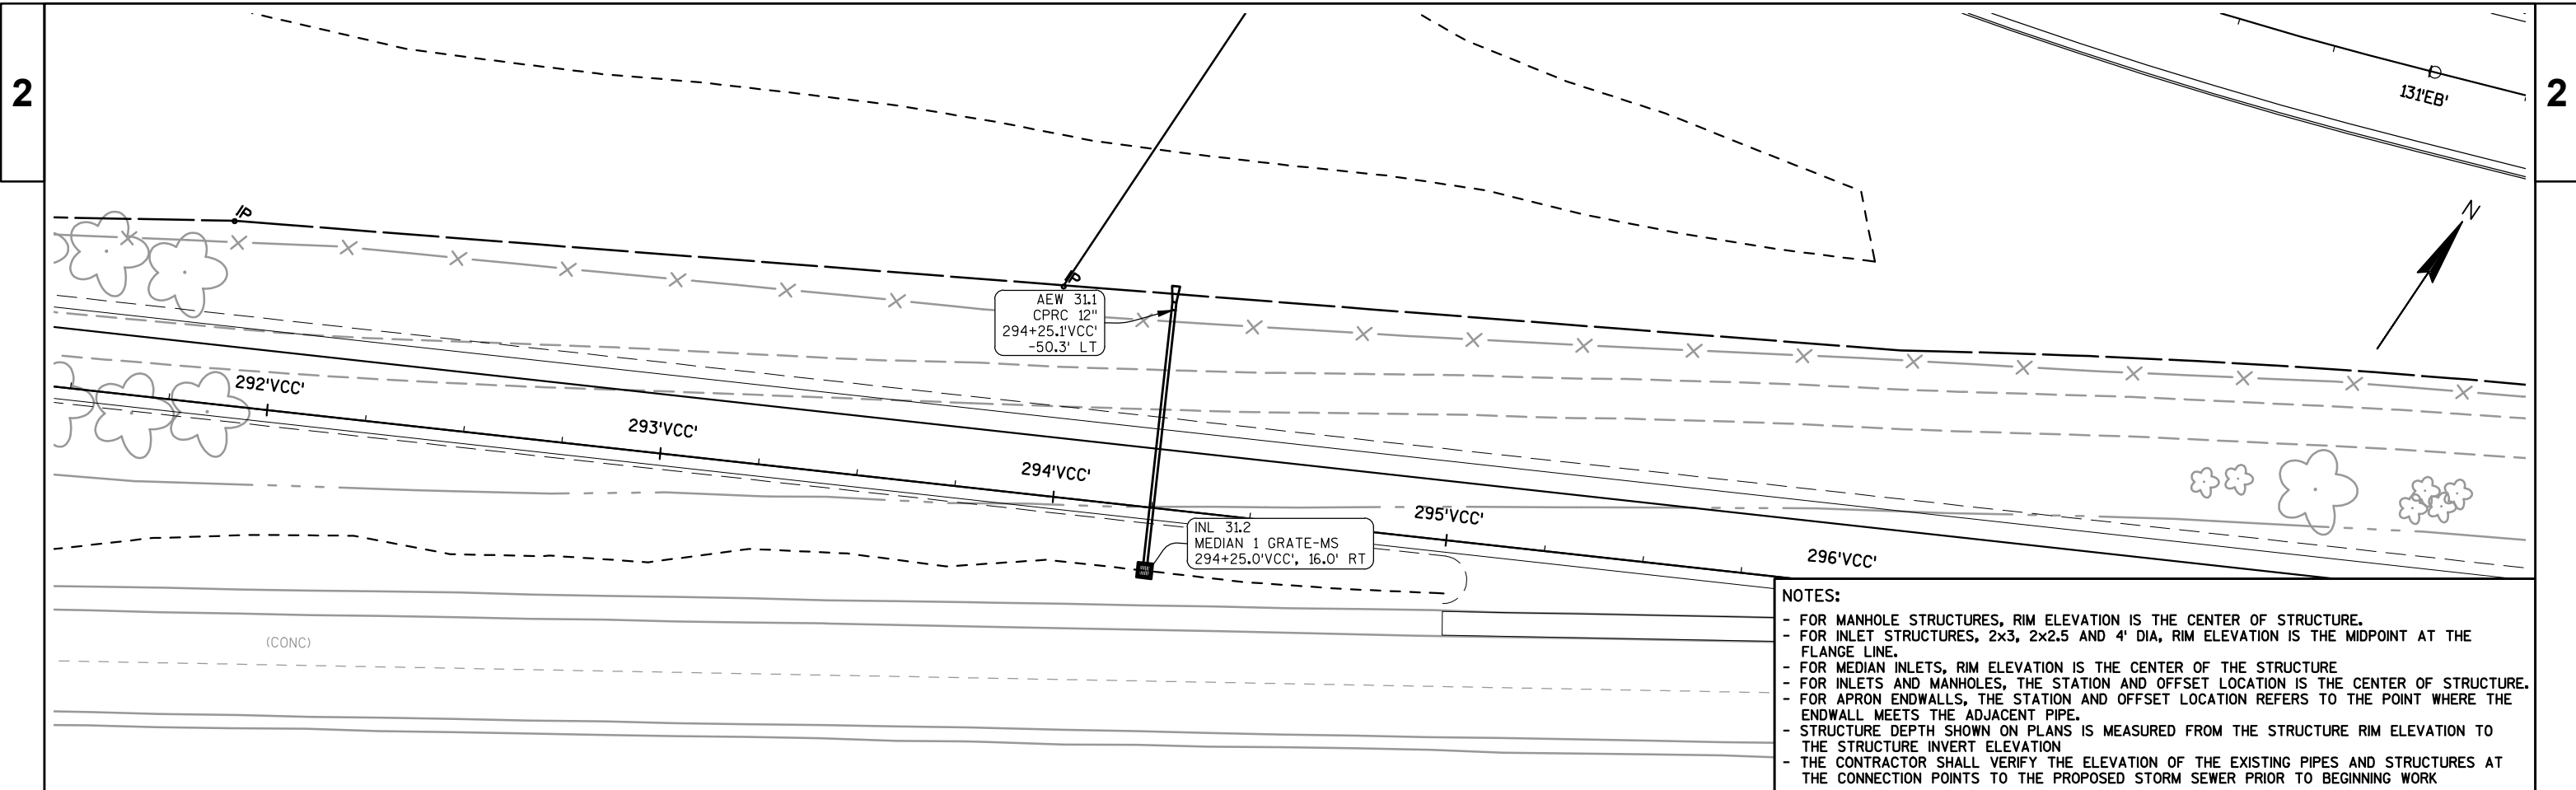 2
2
131'EB'
IP
N
IP
AEW 31.1
CPRC 12"
294+25.1'VCC'
-50.3' LT
292'VCC'
293'VCC'
294'VCC'
295'VCC'
INL 31.2
MEDIAN 1 GRATE-MS
294+25.0'VCC', 16.0' RT
296'VCC'
(CONC)
NOTES:
- FOR MANHOLE STRUCTURES, RIM ELEVATION IS THE CENTER OF STRUCTURE.
- FOR INLET STRUCTURES, 2x3, 2x2.5 AND 4' DIA, RIM ELEVATION IS THE MIDPOINT AT THE
FLANGE LINE.
- FOR MEDIAN INLETS, RIM ELEVATION IS THE CENTER OF THE STRUCTURE
- FOR INLETS AND MANHOLES, THE STATION AND OFFSET LOCATION IS THE CENTER OF STRUCTURE.
- FOR APRON ENDWALLS, THE STATION AND OFFSET LOCATION REFERS TO THE POINT WHERE THE
ENDWALL MEETS THE ADJACENT PIPE.
- STRUCTURE DEPTH SHOWN ON PLANS IS MEASURED FROM THE STRUCTURE RIM ELEVATION TO
THE STRUCTURE INVERT ELEVATION
- THE CONTRACTOR SHALL VERIFY THE ELEVATION OF THE EXISTING PIPES AND STRUCTURES AT
THE CONNECTION POINTS TO THE PROPOSED STORM SEWER PRIOR TO BEGINNING WORK